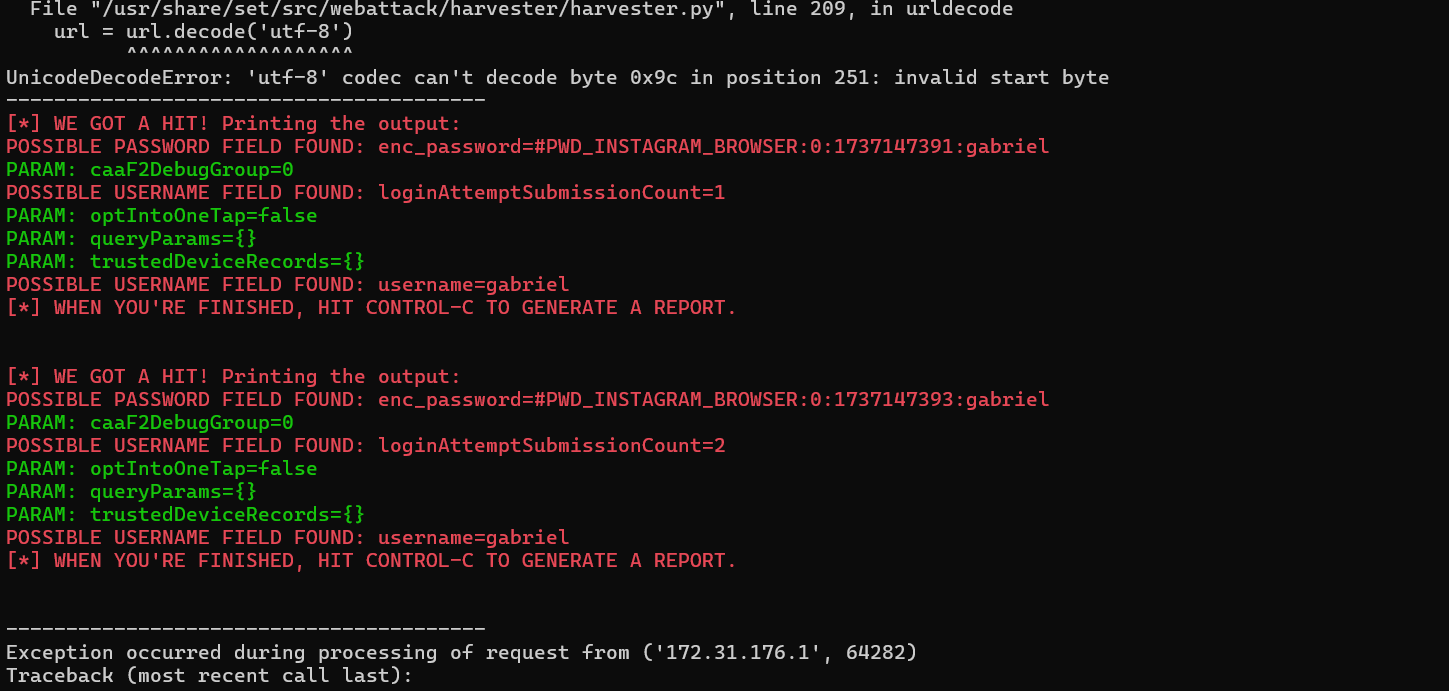 File "/usr/share/set/src/webattack/harvester/harvester.py", line 209, in urldecode
url = url.decode('utf-8')
^^^^^^^^^^^^^^^^^^^
UnicodeDecodeError: 'utf-8' codec can't decode byte 0x9c in position 251: invalid start byte
----------------------------------------
[*] WE GOT A HIT! Printing the output:
POSSIBLE PASSWORD FIELD FOUND: enc_password=#PWD_INSTAGRAM_BROWSER:0:1737147391:gabriel
PARAM: caaF2DebugGroup=0
POSSIBLE USERNAME FIELD FOUND: loginAttemptSubmissionCount=1
PARAM: optIntoOneTap=false
PARAM: queryParams={}
PARAM: trustedDeviceRecords={}
POSSIBLE USERNAME FIELD FOUND: username=gabriel
[*] WHEN YOU'RE FINISHED, HIT CONTROL-C TO GENERATE A REPORT.
[*] WE GOT A HIT! Printing the output:
POSSIBLE PASSWORD FIELD FOUND: enc_password=#PWD_INSTAGRAM_BROWSER:0:1737147393:gabriel
PARAM: caaF2DebugGroup=0
POSSIBLE USERNAME FIELD FOUND: loginAttemptSubmissionCount=2
PARAM: optIntoOneTap=false
PARAM: queryParams={}
PARAM: trustedDeviceRecords={}
POSSIBLE USERNAME FIELD FOUND: username=gabriel
[*] WHEN YOU'RE FINISHED, HIT CONTROL-C TO GENERATE A REPORT.
----------------------------------------
Exception occurred during processing of request from ('172.31.176.1', 64282)
Traceback (most recent call last):